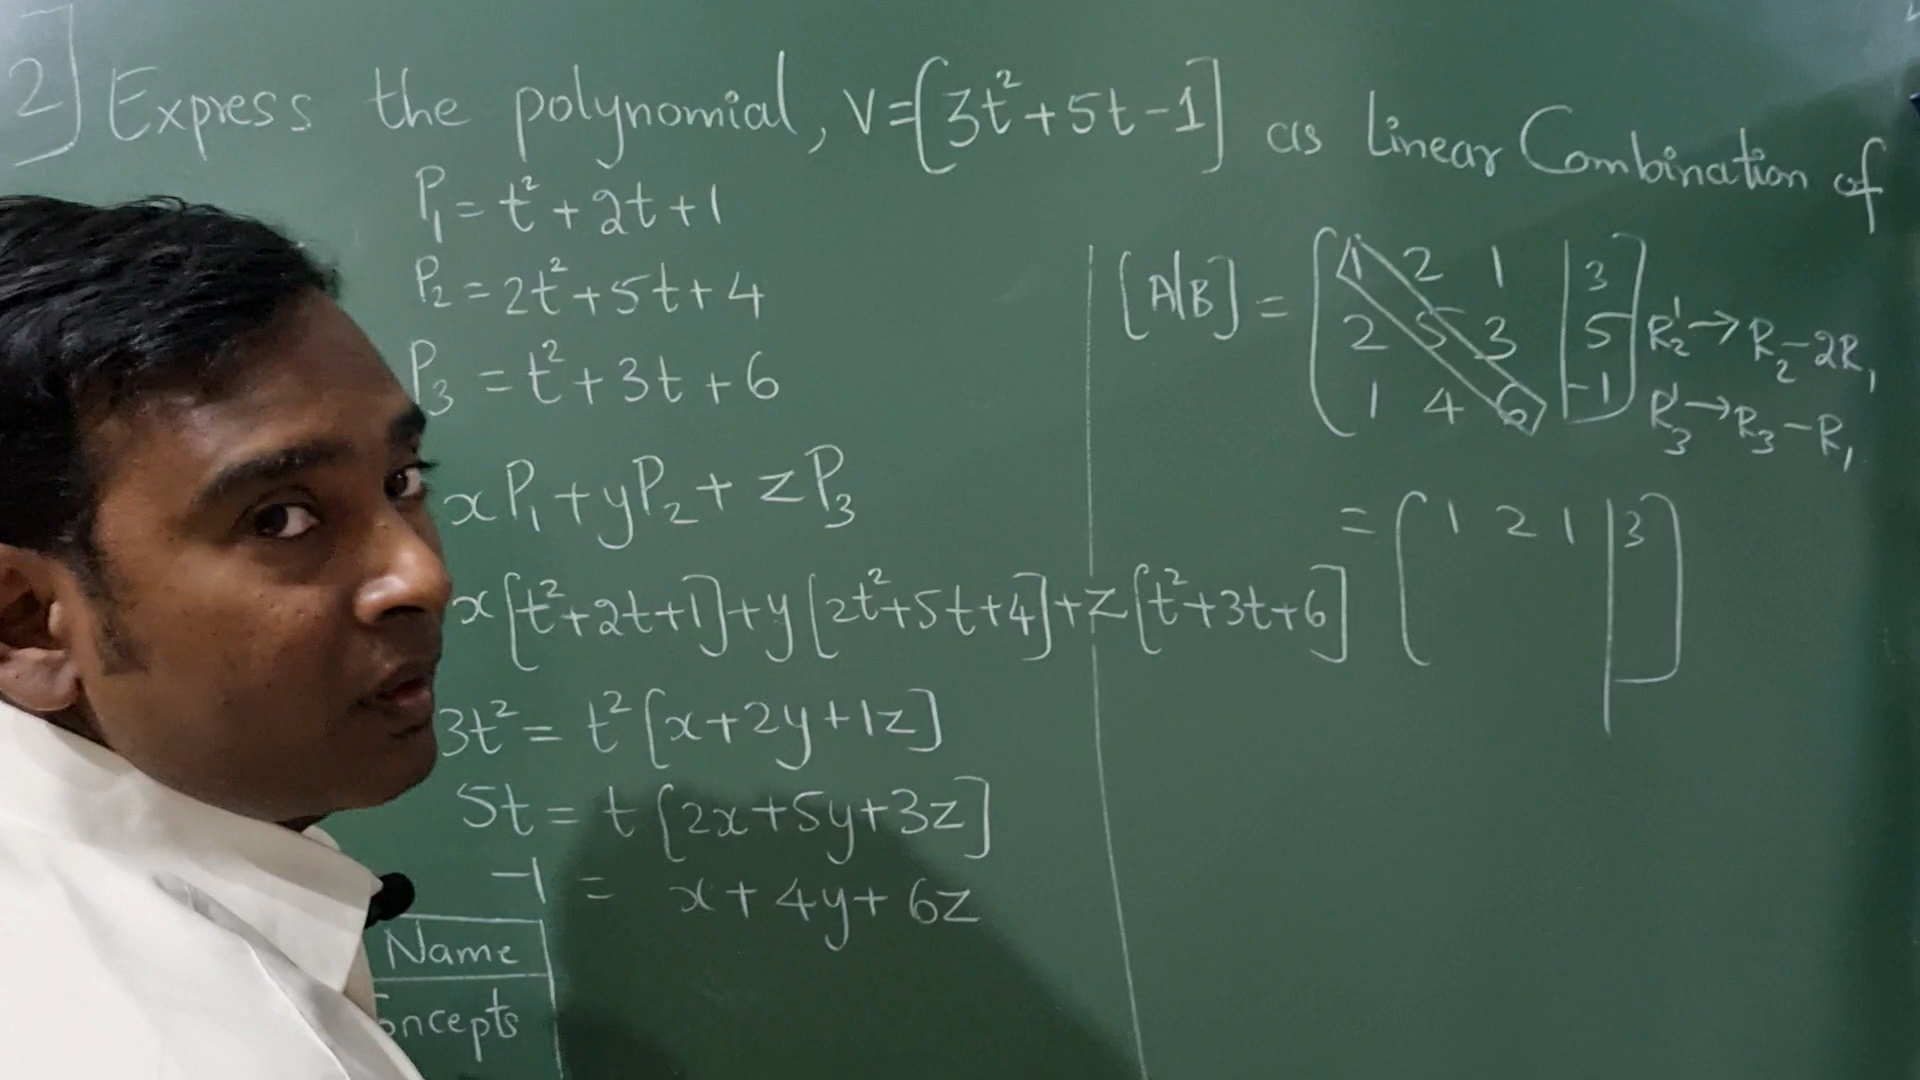 2] Express the polynomial, v=[3t²+5t-1] as Linear Combination of
P₁ = t² + 2t + 1
P₂ = 2t² + 5t + 4
P₃ = t² + 3t + 6
xP₁ + yP₂ + zP₃
x[t²+2t+1]+y[2t²+5t+4]+z[t²+3t+6]
3t² = t²[x+2y+1z]
5t = t[2x+5y+3z]
-1 = x+4y+6z
Name
oncepts
[A|B] = [1 2 1 | 3]
2 5 3 | 5 R₂' → R₂-2R₁
1 4 6 | -1 R₃' → R₃-R₁
= [1 2 1 | 3]